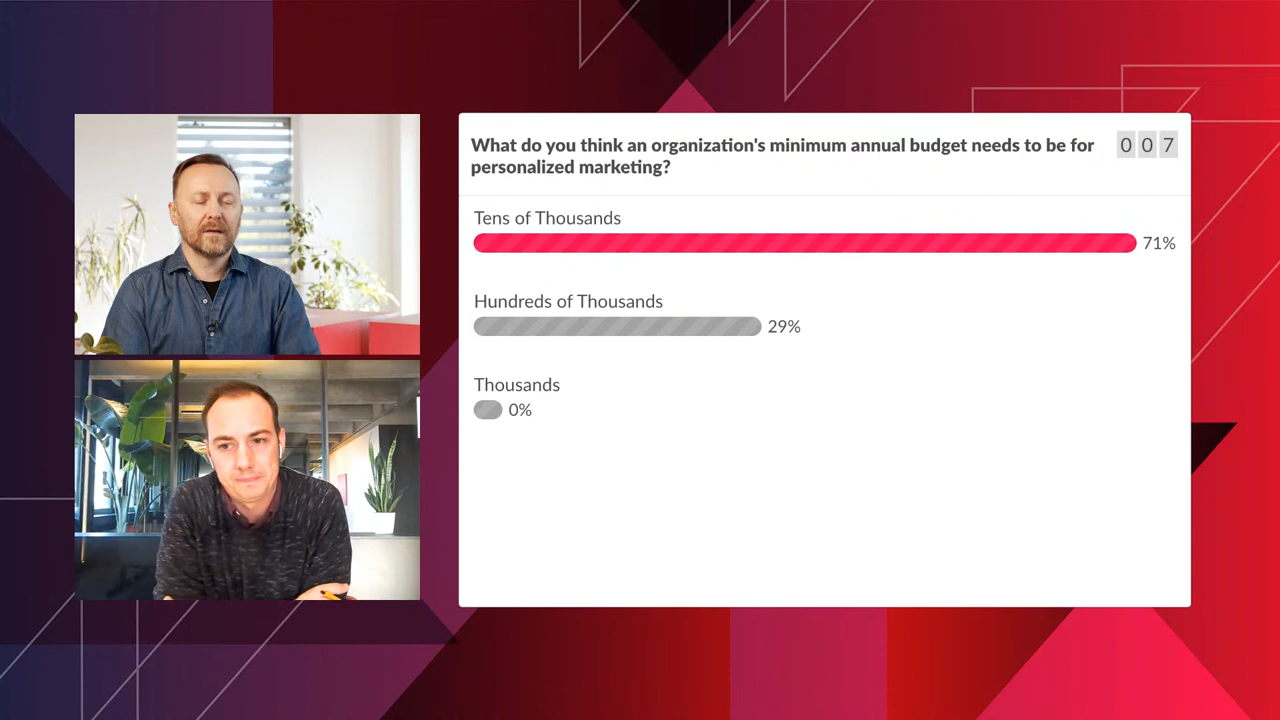 What do you think an organization's minimum annual budget needs to be for
personalized marketing?
0 0 7
Tens of Thousands
71%
Hundreds of Thousands
29%
Thousands
0%